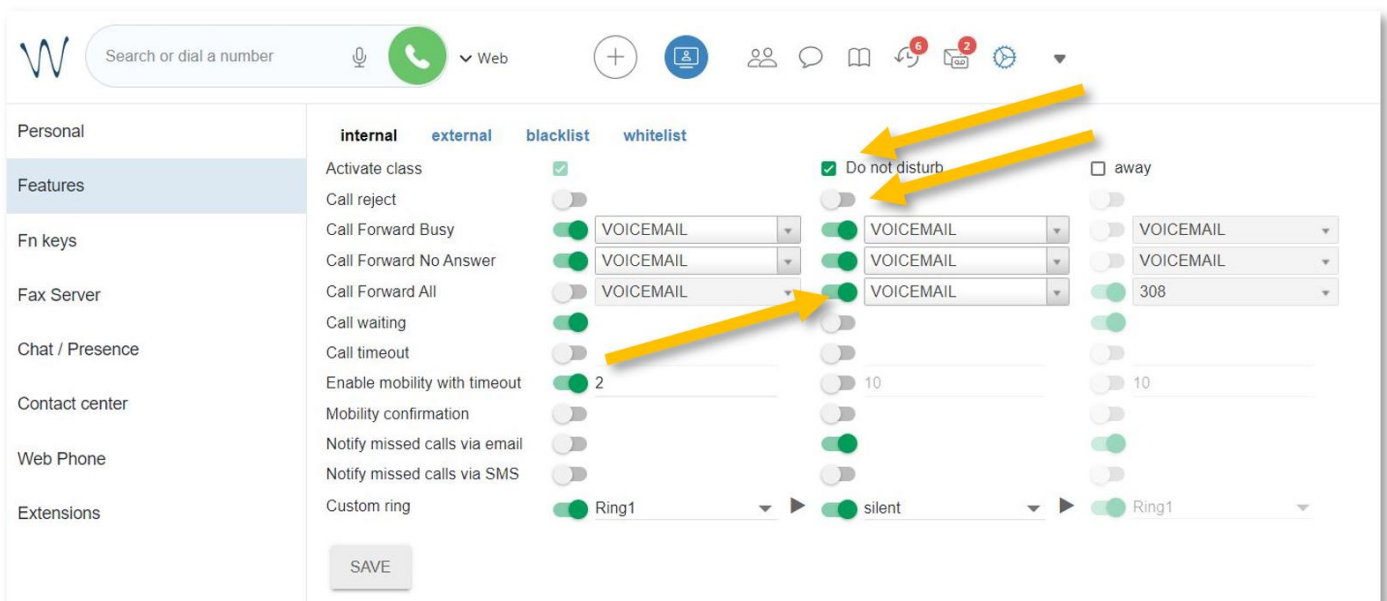 W Search or dial a number Web 6 2
Personal
Features
Fn keys
Fax Server
Chat / Presence
Contact center
Web Phone
Extensions
internal external blacklist whitelist
Activate class Do not disturb away
Call reject
Call Forward Busy VOICEMAIL VOICEMAIL VOICEMAIL
Call Forward No Answer VOICEMAIL VOICEMAIL VOICEMAIL
Call Forward All VOICEMAIL VOICEMAIL 308
Call waiting
Call timeout
Enable mobility with timeout 2 10 10
Mobility confirmation
Notify missed calls via email
Notify missed calls via SMS
Custom ring Ring1 silent Ring1
SAVE